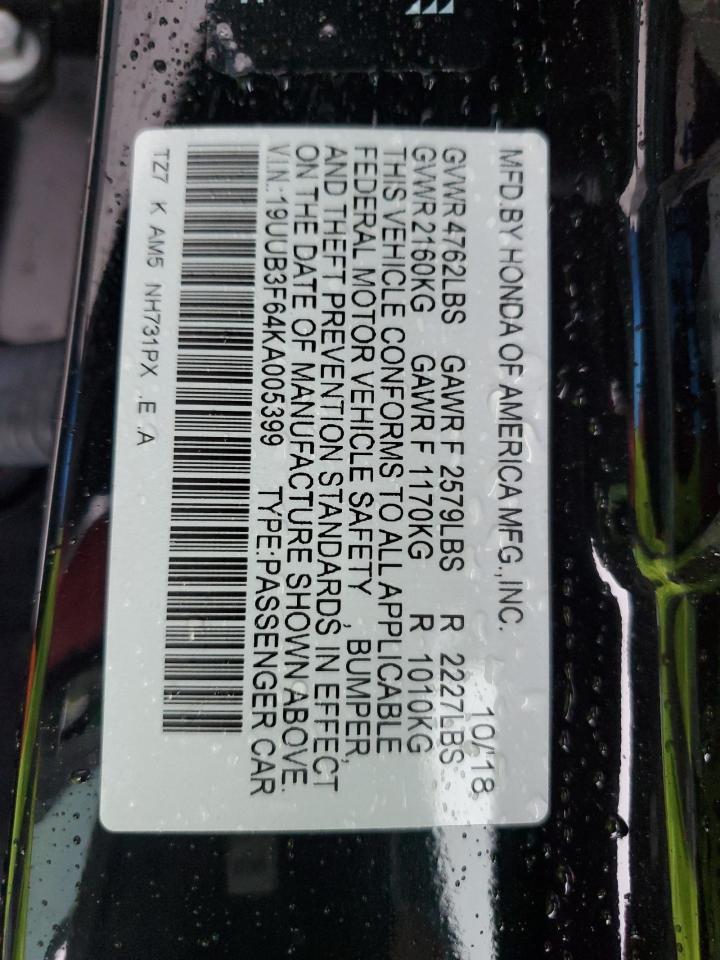 MFD.BY HONDA OF AMERICA MFG.,INC.
10/'18
GVWR 4762LBS GAWR F 2579LBS R 2227LBS
GVWR 2160KG GAWR F 1170KG R 1010KG
THIS VEHICLE CONFORMS TO ALL APPLICABLE
FEDERAL MOTOR VEHICLE SAFETY , BUMPER,
AND THEFT PREVENTION STANDARDS IN EFFECT
ON THE DATE OF MANUFACTURE SHOWN ABOVE.
V.I.N.:19UUB3F64KA005399 TYPE:PASSENGER CAR
TZ7 K AM5 NH731PX .E .A